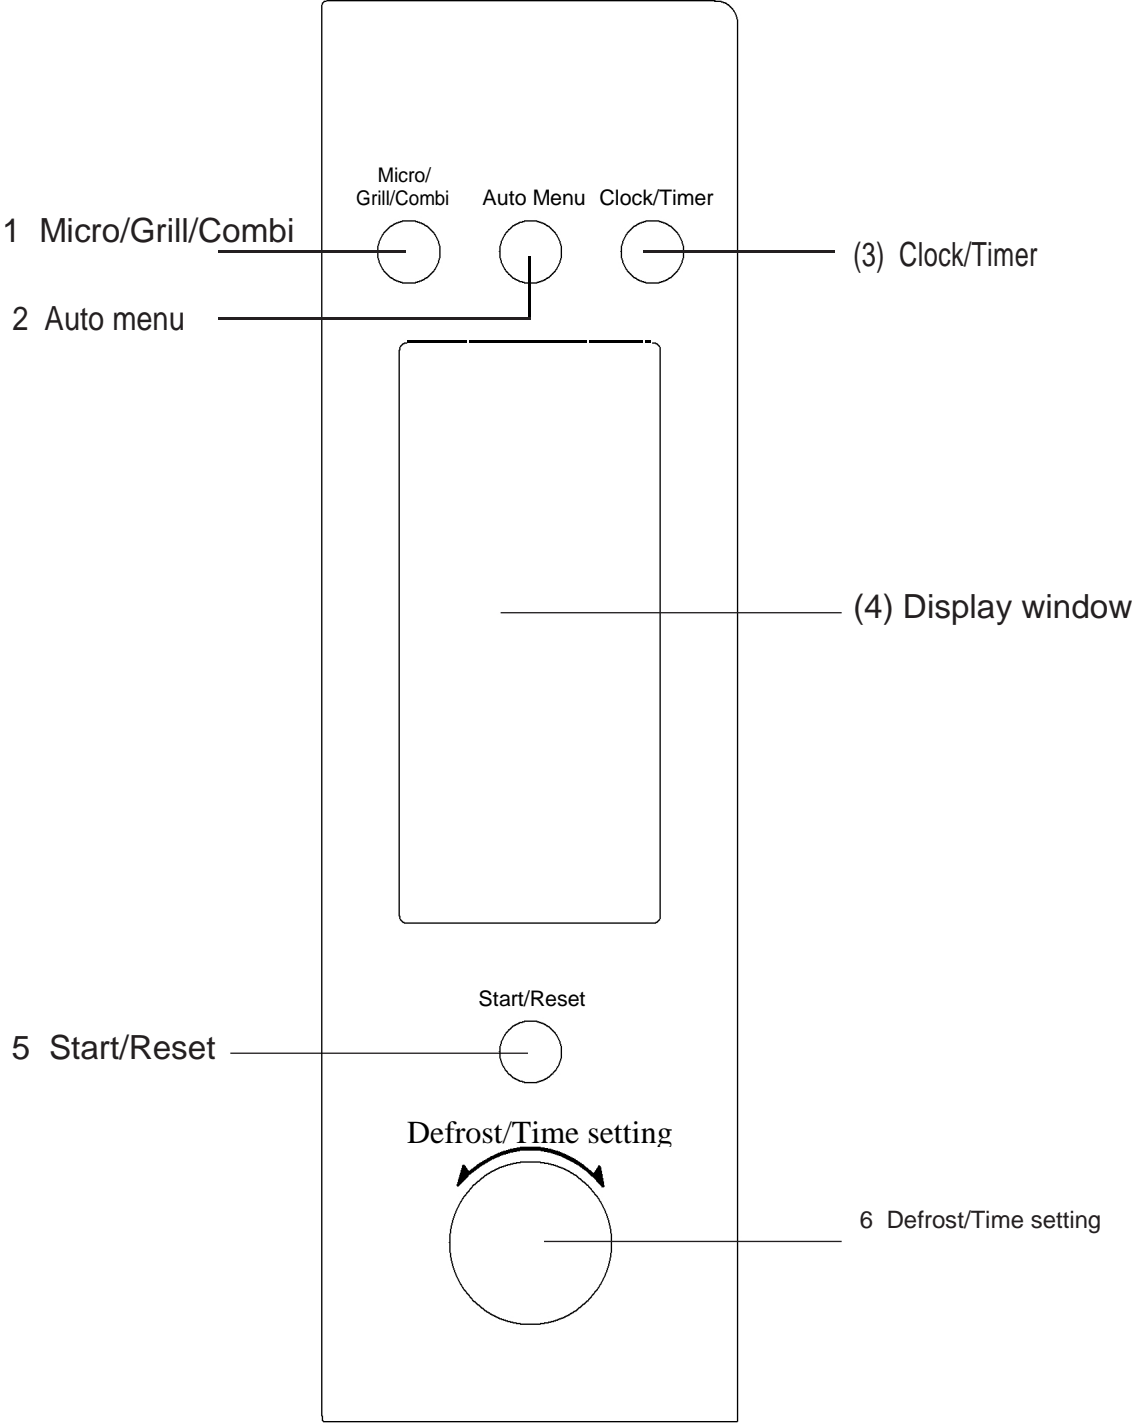 Micro/
Grill/Combi
Auto Menu
Clock/Timer
1 Micro/Grill/Combi
(3) Clock/Timer
2 Auto menu
(4) Display window
Start/Reset
5 Start/Reset
Defrost/Time setting
6 Defrost/Time setting